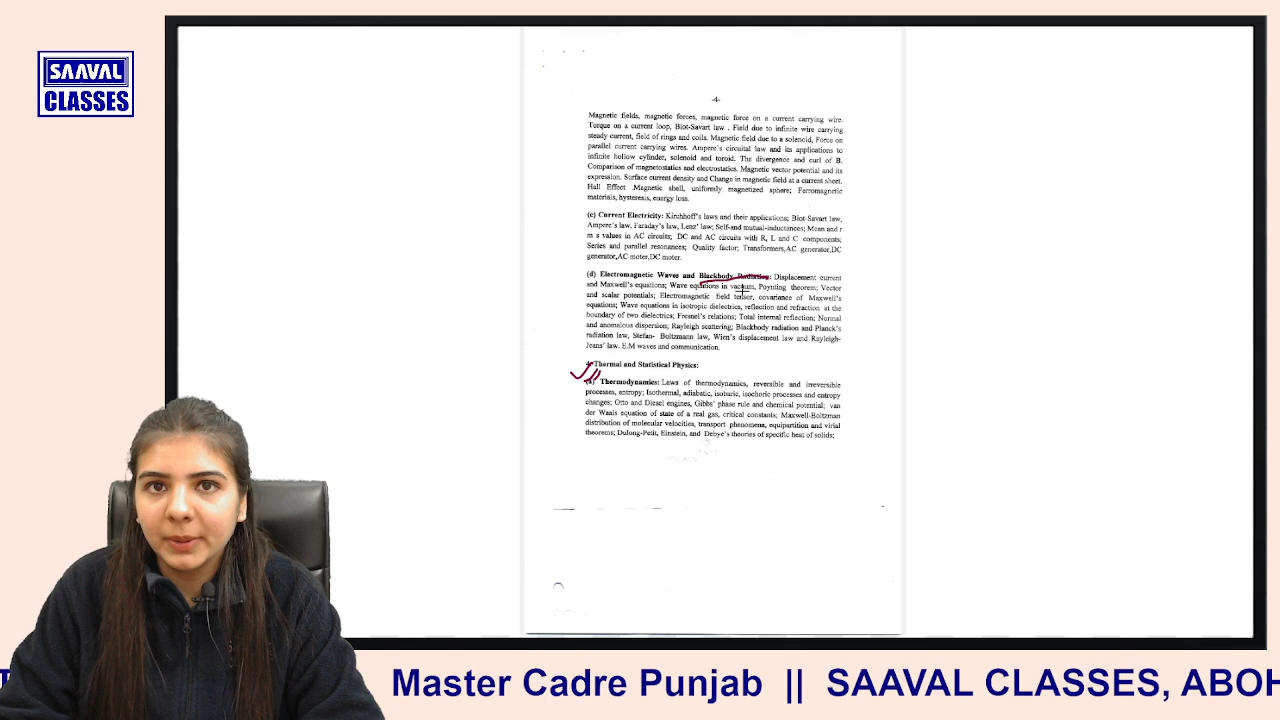 SAAVAL
CLASSES
-4-
Magnetic fields, magnetic forces, magnetic force on a current carrying wire.
Torque on a current loop, Biot-Savart law . Field due to infinite wire carrying
steady current, field of rings and coils. Magnetic field due to a solenoid, Force on
parallel current carrying wires. Ampere's circuital law and its applications to
infinite hollow cylinder, solenoid and toroid. The divergence and curl of B.
Comparison of magnetostatics and electrostatics. Magnetic vector potential and its
expression. Surface current density and Change in magnetic field at a current sheet.
Hall Effect .Magnetic shell, uniformly magnetized sphere; Ferromagnetic
materials, hysteresis, energy loss.
(c) Current Electricity: Kirchhoff's laws and their applications; Biot-Savart law,
Ampere's law, Faraday's law, Lenz' law; Self-and mutual-inductances; Mean and r
m s values in AC circuits; DC and AC circuits with R, L and C components;
Series and parallel resonances; Quality factor; Transformers,AC generator,DC
generator,AC moter,DC moter.
(d) Electromagnetic Waves and Blackbody Radiation: Displacement current
and Maxwell's equations; Wave equations in vacuum, Poynting theorem; Vector
and scalar potentials; Electromagnetic field tensor, covariance of Maxwell's
equations; Wave equations in isotropic dielectrics, reflection and refraction at the
boundary of two dielectrics; Fresnel's relations; Total internal reflection; Normal
and anomalous dispersion; Rayleigh scattering; Blackbody radiation and Planck's
radiation law, Stefan- Boltzmann law, Wien's displacement law and Rayleigh-
Jeans' law. E.M waves and communication.
4. Thermal and Statistical Physics:
(a) Thermodynamics: Laws of thermodynamics, reversible and irreversible
processes, entropy; Isothermal, adiabatic, isobaric, isochoric processes and entropy
changes; Otto and Diesel engines, Gibbs' phase rule and chemical potential; van
der Waals equation of state of a real gas, critical constants; Maxwell-Boltzman
distribution of molecular velocities, transport phenomena, equipartition and virial
theorems; Dulong-Petit, Einstein, and Debye's theories of specific heat of solids;
Master Cadre Punjab || SAAVAL CLASSES, ABOH